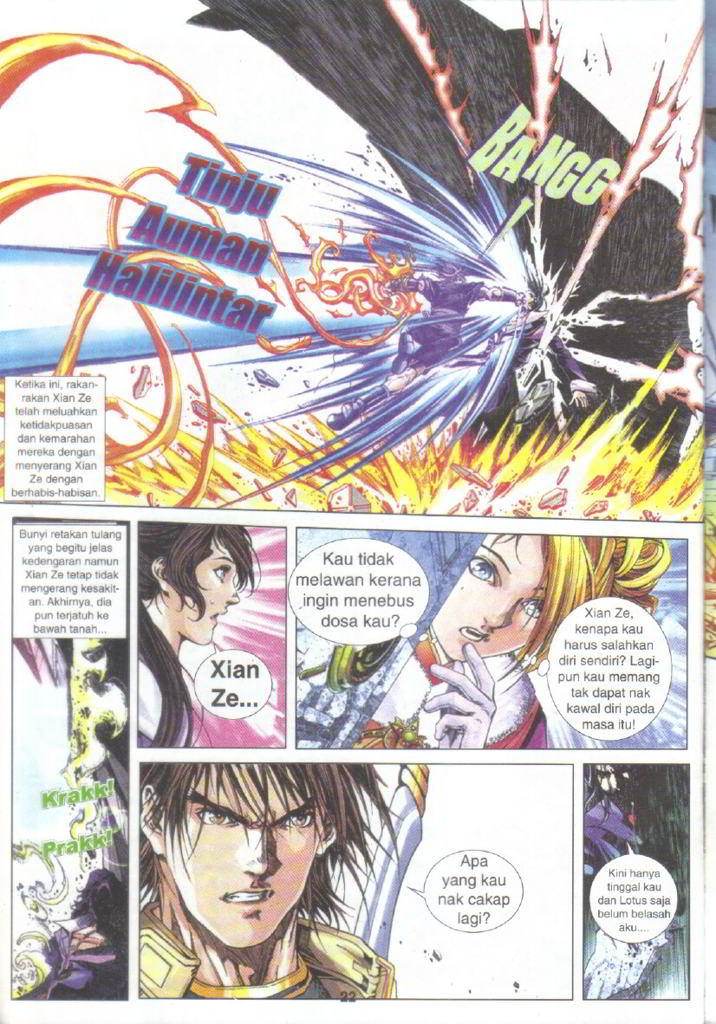 BANGG
!
Tinju
Auman
Halilintar
Ketika ini, rakan-
rakan Xian Ze
telah meluahkan
ketidakpuasan
dan kemarahan
mereka dengan
menyerang Xian
Ze dengan
berhabis-habisan.
Bunyi retakan tulang
yang begitu jelas
kedengaran namun
Xian Ze tetap tidak
mengerang kesakit-
an. Akhirnya, dia
pun terjatuh ke
bawah tanah...
Krakk!
Prakk!
Xian
Ze...
Kau tidak
melawan kerana
ingin menebus
dosa kau?
Xian Ze,
kenapa kau
harus salahkan
diri sendiri? Lagi-
pun kau memang
tak dapat nak
kawal diri pada
masa itu!
Apa
yang kau
nak cakap
lagi?
Kini hanya
tinggal kau
dan Lotus saja
belum belasah
aku....
22